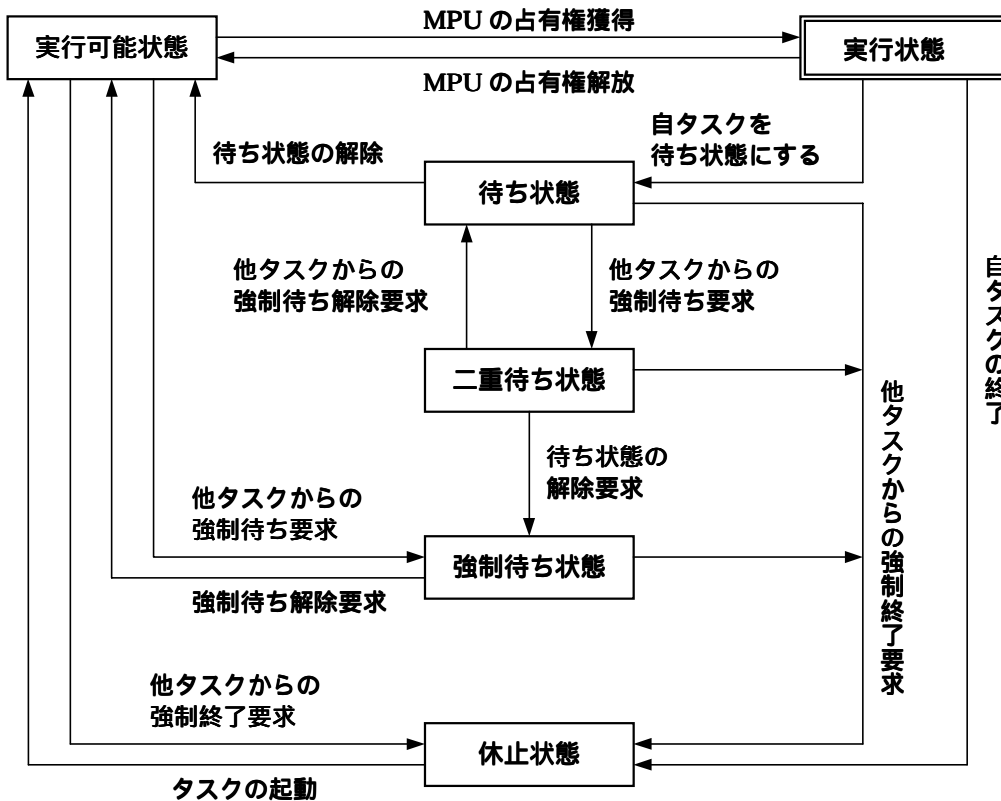 MPU の占有権獲得
実行可能状態
実行状態
MPU の占有権解放
自タスクを
待ち状態にする
待ち状態の解除
待ち状態
他タスクからの
強制待ち解除要求
他タスクからの
強制待ち要求
自タスクの終了
二重待ち状態
他タスクからの強制終了要求
待ち状態の
解除要求
他タスクからの
強制待ち要求
強制待ち状態
強制待ち解除要求
他タスクからの
強制終了要求
休止状態
タスクの起動